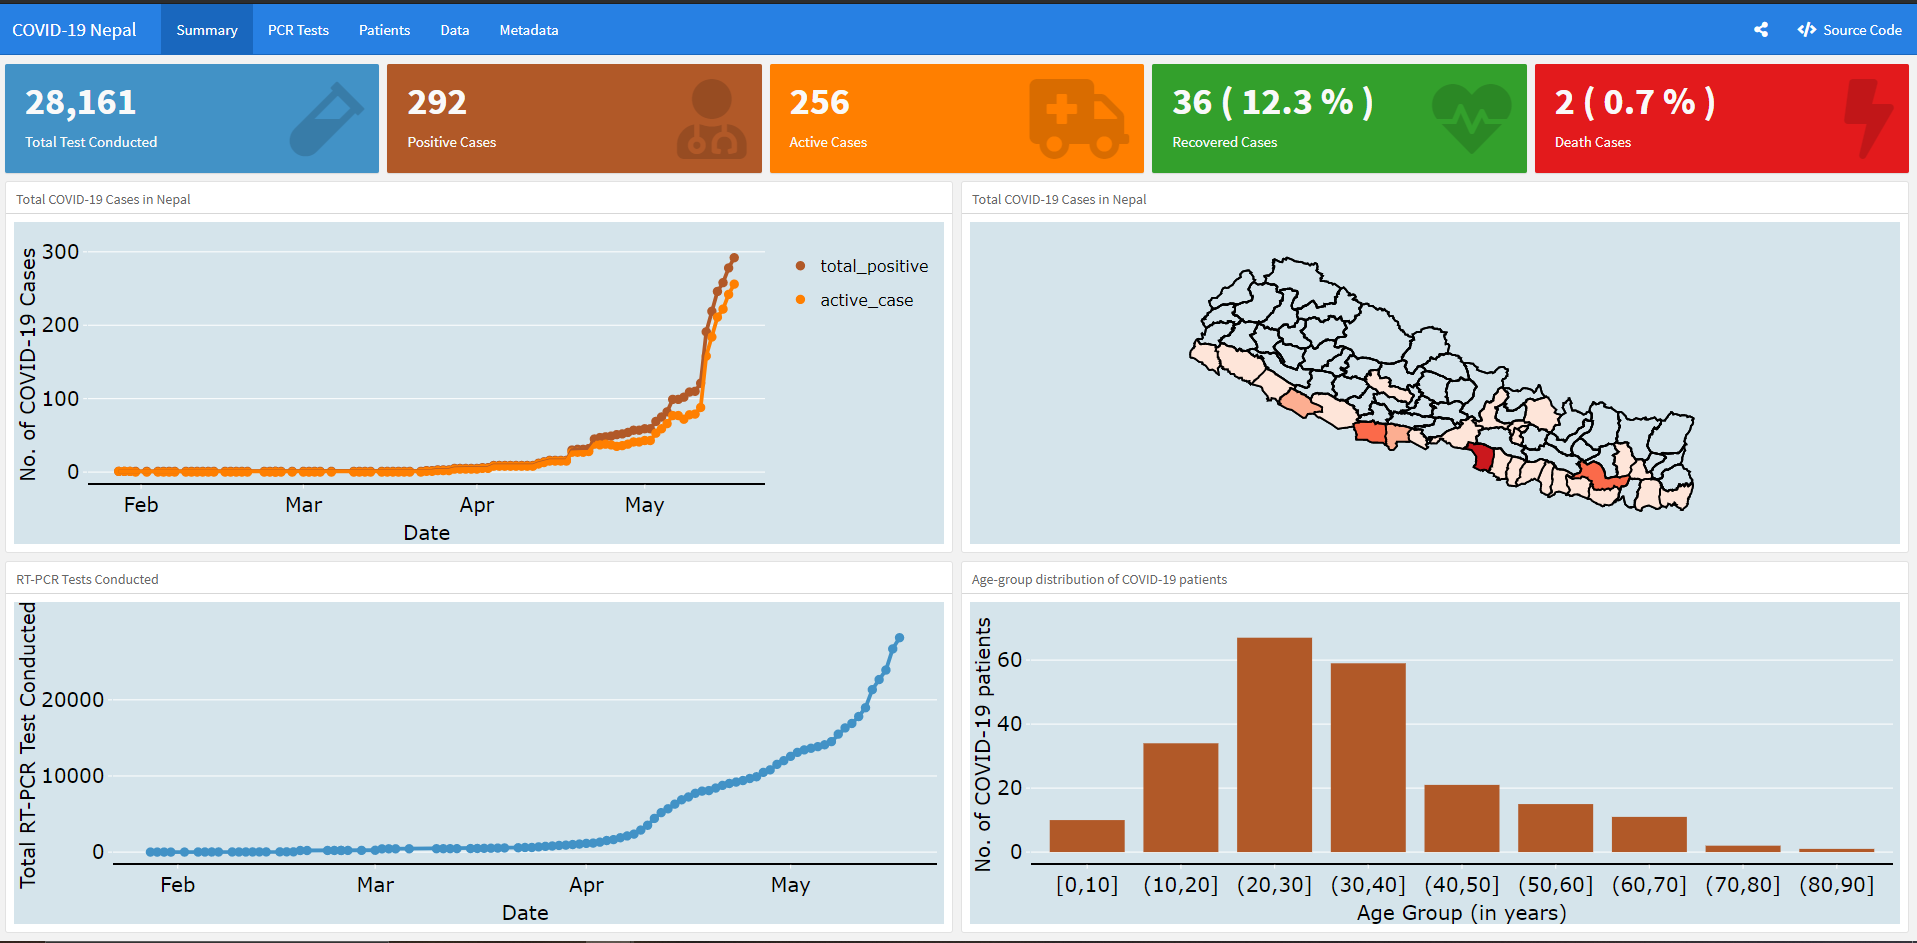 COVID-19 Nepal
Summary
PCR Tests
Patients
Data
Metadata
Source Code
28,161
Total Test Conducted
292
Positive Cases
256
Active Cases
36 ( 12.3 % )
Recovered Cases
2 ( 0.7 % )
Death Cases
Total COVID-19 Cases in Nepal
No. of COVID-19 Cases
300
200
100
0
Feb
Mar
Apr
May
Date
total_positive
active_case
Total COVID-19 Cases in Nepal
RT-PCR Tests Conducted
Total RT-PCR Test Conducted
20000
10000
0
Feb
Mar
Apr
May
Date
Age-group distribution of COVID-19 patients
No. of COVID-19 patients
60
40
20
0
[0,10]
(10,20]
(20,30]
(30,40]
(40,50]
(50,60]
(60,70]
(70,80]
(80,90]
Age Group (in years)